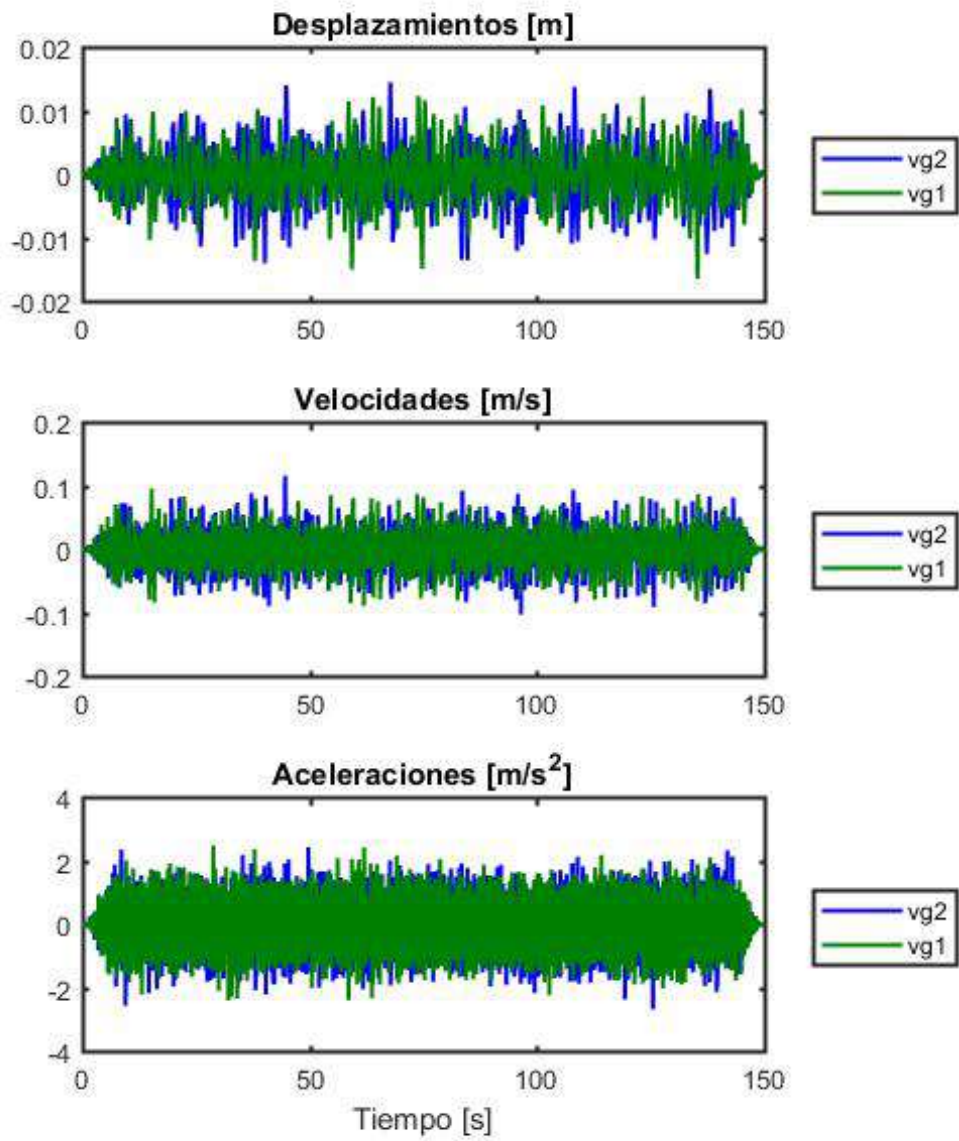 Desplazamientos [m]
0.02
0.01
0
-0.01
-0.02
0 50 100 150
vg2
vg1
Velocidades [m/s]
0.2
0.1
0
-0.1
-0.2
0 50 100 150
vg2
vg1
Aceleraciones [m/s²]
4
2
0
-2
-4
0 50 100 150
Tiempo [s]
vg2
vg1